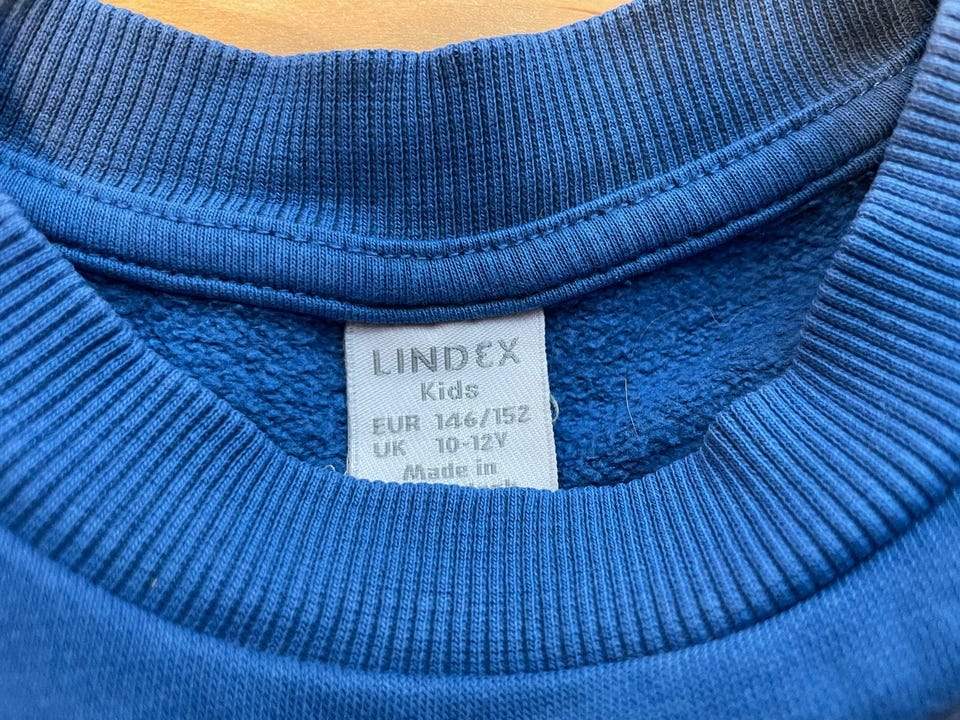 LINDEX
Kids
EUR 146/152
UK 10-12Y
Made in